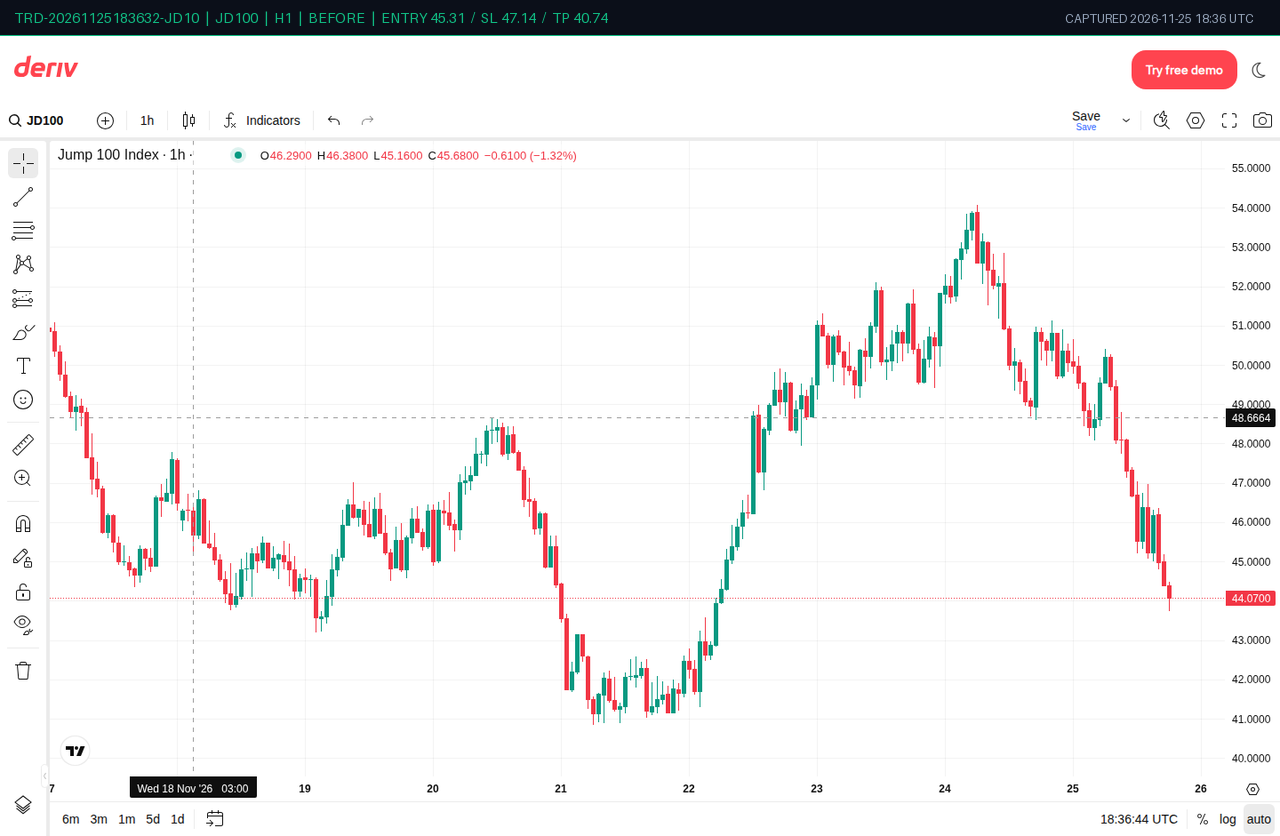 TRD-20261125183632-JD10 | JD100 | H1 | BEFORE | ENTRY 45.31 / SL 47.14 / TP 40.74
CAPTURED 2026-11-25 18:36 UTC
deriv
Try free demo
JD100
1h
Indicators
Save
Save
Jump 100 Index · 1h ·
O46.2900 H46.3800 L45.1600 C45.6800 −0.6100 (−1.32%)
55.0000
54.0000
53.0000
52.0000
51.0000
50.0000
49.0000
48.6664
48.0000
47.0000
46.0000
45.0000
44.0700
43.0000
42.0000
41.0000
40.0000
7
Wed 18 Nov '26 03:00
19
20
21
22
23
24
25
26
6m 3m 1m 5d 1d
18:36:44 UTC
% log auto